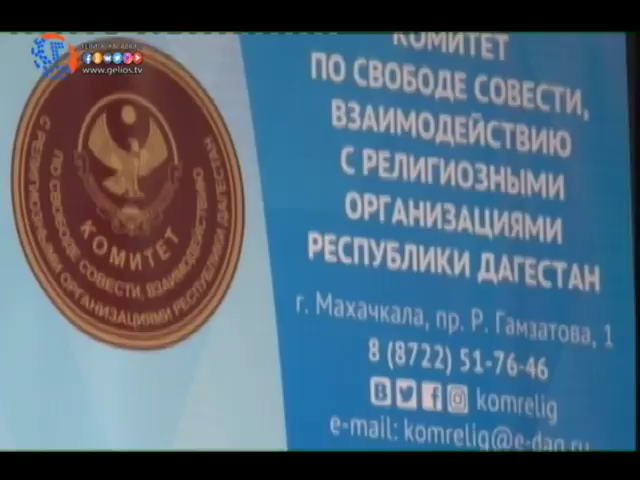 www.gelios.tv
КОМИТЕТ
ПО СВОБОДЕ СОВЕСТИ,
ВЗАИМОДЕЙСТВИЮ
С РЕЛИГИОЗНЫМИ
ОРГАНИЗАЦИЯМИ
РЕСПУБЛИКИ ДАГЕСТАН
г. Махачкала, пр. Р. Гамзатова, 1
8 (8722) 51-76-46
komrelig
e-mail: komrelig@e-dag.ru
КОМИТЕТ
ПО СВОБОДЕ СОВЕСТИ, ВЗАИМОДЕЙСТВИЮ
С РЕЛИГИОЗНЫМИ ОРГАНИЗАЦИЯМИ РЕСПУБЛИКИ ДАГЕСТАН